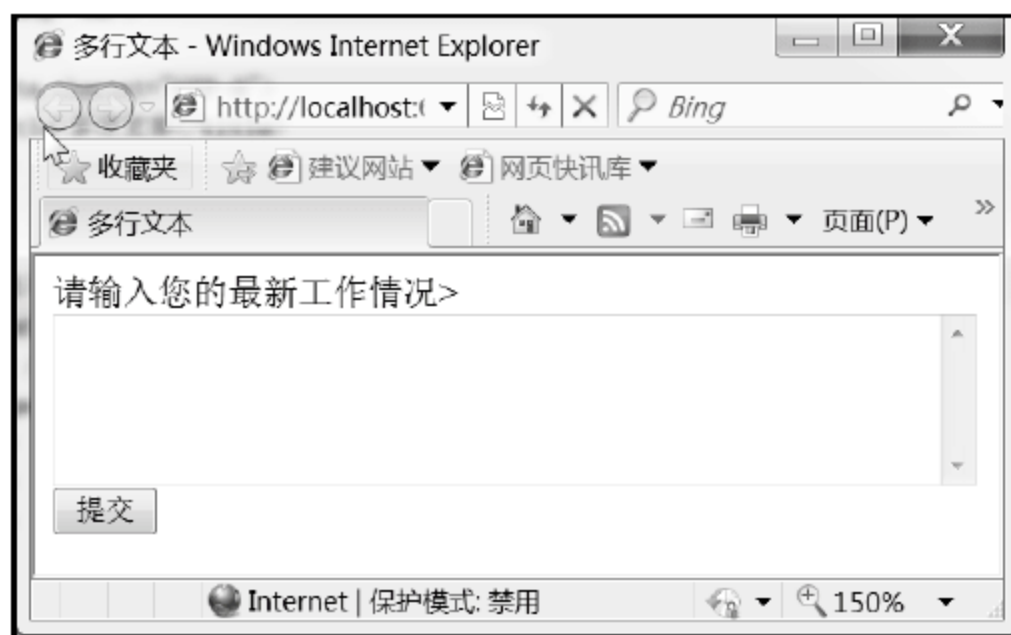 多行文本 - Windows Internet Explorer
http://localhost:( Bing
收藏夹 建议网站 网页快讯库
多行文本 页面(P) »
请输入您的最新工作情况>
提交
Internet | 保护模式: 禁用 150%